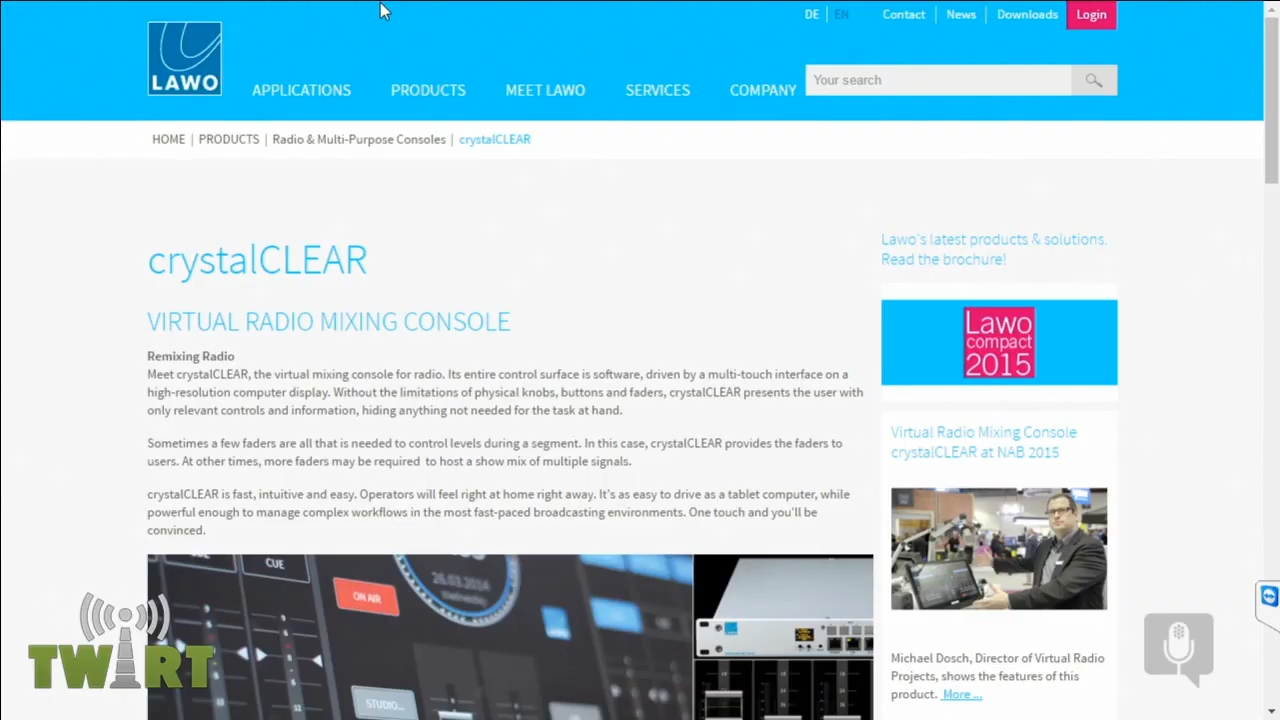 DE | EN
Contact | News | Downloads
Login
LAWO
APPLICATIONS
PRODUCTS
MEET LAWO
SERVICES
COMPANY
Your search
HOME | PRODUCTS | Radio & Multi-Purpose Consoles | crystalCLEAR
crystalCLEAR
VIRTUAL RADIO MIXING CONSOLE
Remixing Radio
Meet crystalCLEAR, the virtual mixing console for radio. Its entire control surface is software, driven by a multi-touch interface on a
high-resolution computer display. Without the limitations of physical knobs, buttons and faders, crystalCLEAR presents the user with
only relevant controls and information, hiding anything not needed for the task at hand.
Sometimes a few faders are all that is needed to control levels during a segment. In this case, crystalCLEAR provides the faders to
users. At other times, more faders may be required to host a show mix of multiple signals.
crystalCLEAR is fast, intuitive and easy. Operators will feel right at home right away. It's as easy to drive as a tablet computer, while
powerful enough to manage complex workflows in the most fast-paced broadcasting environments. One touch and you'll be
convinced.
CUE
ON AIR
26.03.2014
STUDIO...
TWiRT
Lawo's latest products & solutions.
Read the brochure!
Lawo
compact
2015
Virtual Radio Mixing Console
crystalCLEAR at NAB 2015
Michael Dosch, Director of Virtual Radio
Projects, shows the features of this
product. More ...